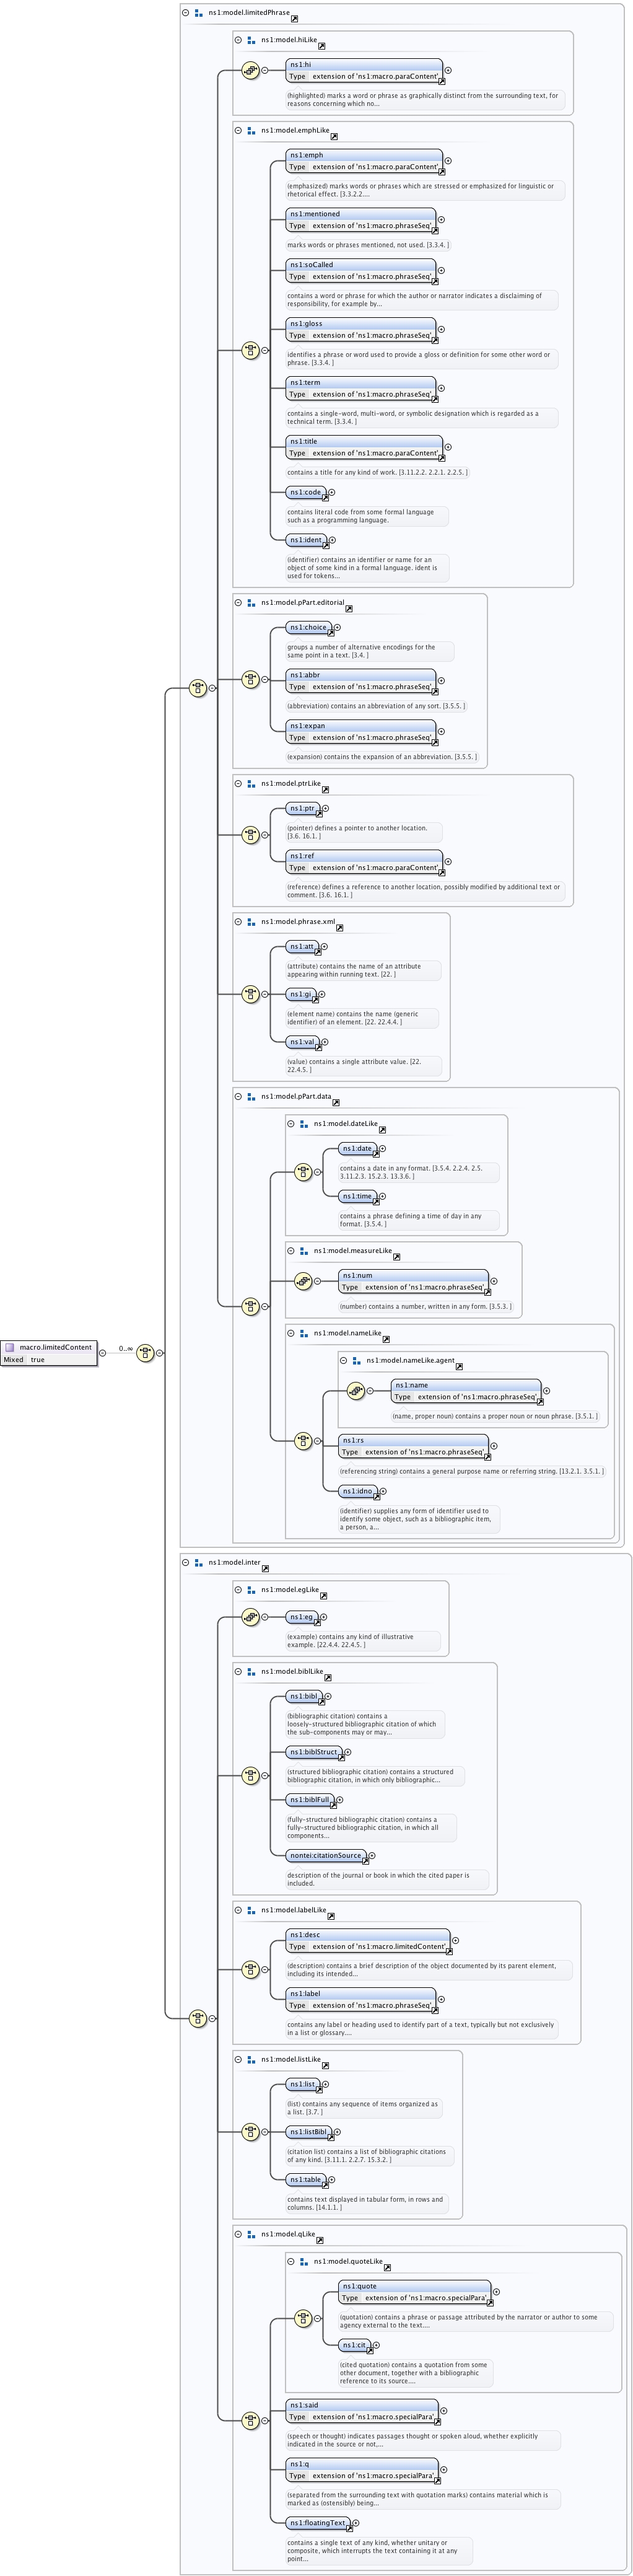 ns1:model.limitedPhrase
ns1:model.hiLike
ns1:hi
Type extension of 'ns1:macro.paraContent'
(highlighted) marks a word or phrase as graphically distinct from the surrounding text, for
reasons concerning which no...
ns1:model.emphLike
ns1:emph
Type extension of 'ns1:macro.paraContent'
(emphasized) marks words or phrases which are stressed or emphasized for linguistic or
rhetorical effect. [3.3.2.2....
ns1:mentioned
Type extension of 'ns1:macro.phraseSeq'
marks words or phrases mentioned, not used. [3.3.4. ]
ns1:soCalled
Type extension of 'ns1:macro.phraseSeq'
contains a word or phrase for which the author or narrator indicates a disclaiming of
responsibility, for example by...
ns1:gloss
Type extension of 'ns1:macro.phraseSeq'
identifies a phrase or word used to provide a gloss or definition for some other word or
phrase. [3.3.4. ]
ns1:term
Type extension of 'ns1:macro.phraseSeq'
contains a single-word, multi-word, or symbolic designation which is regarded as a
technical term. [3.3.4. ]
ns1:title
Type extension of 'ns1:macro.paraContent'
contains a title for any kind of work. [3.11.2.2. 2.2.1. 2.2.5. ]
ns1:code
contains literal code from some formal language
such as a programming language.
ns1:ident
(identifier) contains an identifier or name for an
object of some kind in a formal language. ident is
used for tokens...
ns1:model.pPart.editorial
ns1:choice
groups a number of alternative encodings for the
same point in a text. [3.4. ]
ns1:abbr
Type extension of 'ns1:macro.phraseSeq'
(abbreviation) contains an abbreviation of any sort. [3.5.5. ]
ns1:expan
Type extension of 'ns1:macro.phraseSeq'
(expansion) contains the expansion of an abbreviation. [3.5.5. ]
ns1:model.ptrLike
ns1:ptr
(pointer) defines a pointer to another location.
[3.6. 16.1. ]
ns1:ref
Type extension of 'ns1:macro.paraContent'
(reference) defines a reference to another location, possibly modified by additional text or
comment. [3.6. 16.1. ]
ns1:model.phrase.xml
ns1:att
(attribute) contains the name of an attribute
appearing within running text. [22. ]
ns1:gi
(element name) contains the name (generic
identifier) of an element. [22. 22.4.4. ]
ns1:val
(value) contains a single attribute value. [22.
22.4.5. ]
ns1:model.pPart.data
ns1:model.dateLike
ns1:date
contains a date in any format. [3.5.4. 2.2.4. 2.5.
3.11.2.3. 15.2.3. 13.3.6. ]
ns1:time
contains a phrase defining a time of day in any
format. [3.5.4. ]
ns1:model.measureLike
ns1:num
Type extension of 'ns1:macro.phraseSeq'
(number) contains a number, written in any form. [3.5.3. ]
ns1:model.nameLike
macro.limitedContent
0..∞
Mixed true
ns1:model.nameLike.agent
ns1:name
Type extension of 'ns1:macro.phraseSeq'
(name, proper noun) contains a proper noun or noun phrase. [3.5.1. ]
ns1:rs
Type extension of 'ns1:macro.phraseSeq'
(referencing string) contains a general purpose name or referring string. [13.2.1. 3.5.1. ]
ns1:idno
(identifier) supplies any form of identifier used to
identify some object, such as a bibliographic item,
a person, a...
ns1:model.inter
ns1:model.egLike
ns1:eg
(example) contains any kind of illustrative
example. [22.4.4. 22.4.5. ]
ns1:model.biblLike
ns1:bibl
(bibliographic citation) contains a
loosely-structured bibliographic citation of which
the sub-components may or may...
ns1:biblStruct
(structured bibliographic citation) contains a structured
bibliographic citation, in which only bibliographic...
ns1:biblFull
(fully-structured bibliographic citation) contains a
fully-structured bibliographic citation, in which all
components...
nontei:citationSource
description of the journal or book in which the cited paper is
included.
ns1:model.labelLike
ns1:desc
Type extension of 'ns1:macro.limitedContent'
(description) contains a brief description of the object documented by its parent element,
including its intended...
ns1:label
Type extension of 'ns1:macro.phraseSeq'
contains any label or heading used to identify part of a text, typically but not exclusively
in a list or glossary....
ns1:model.listLike
ns1:list
(list) contains any sequence of items organized as
a list. [3.7. ]
ns1:listBibl
(citation list) contains a list of bibliographic citations
of any kind. [3.11.1. 2.2.7. 15.3.2. ]
ns1:table
contains text displayed in tabular form, in rows and
columns. [14.1.1. ]
ns1:model.qLike
ns1:model.quoteLike
ns1:quote
Type extension of 'ns1:macro.specialPara'
(quotation) contains a phrase or passage attributed by the narrator or author to some
agency external to the text....
ns1:cit
(cited quotation) contains a quotation from some
other document, together with a bibliographic
reference to its source....
ns1:said
Type extension of 'ns1:macro.specialPara'
(speech or thought) indicates passages thought or spoken aloud, whether explicitly
indicated in the source or not,...
ns1:q
Type extension of 'ns1:macro.specialPara'
(separated from the surrounding text with quotation marks) contains material which is
marked as (ostensibly) being...
ns1:floatingText
contains a single text of any kind, whether unitary or
composite, which interrupts the text containing it at any
point...